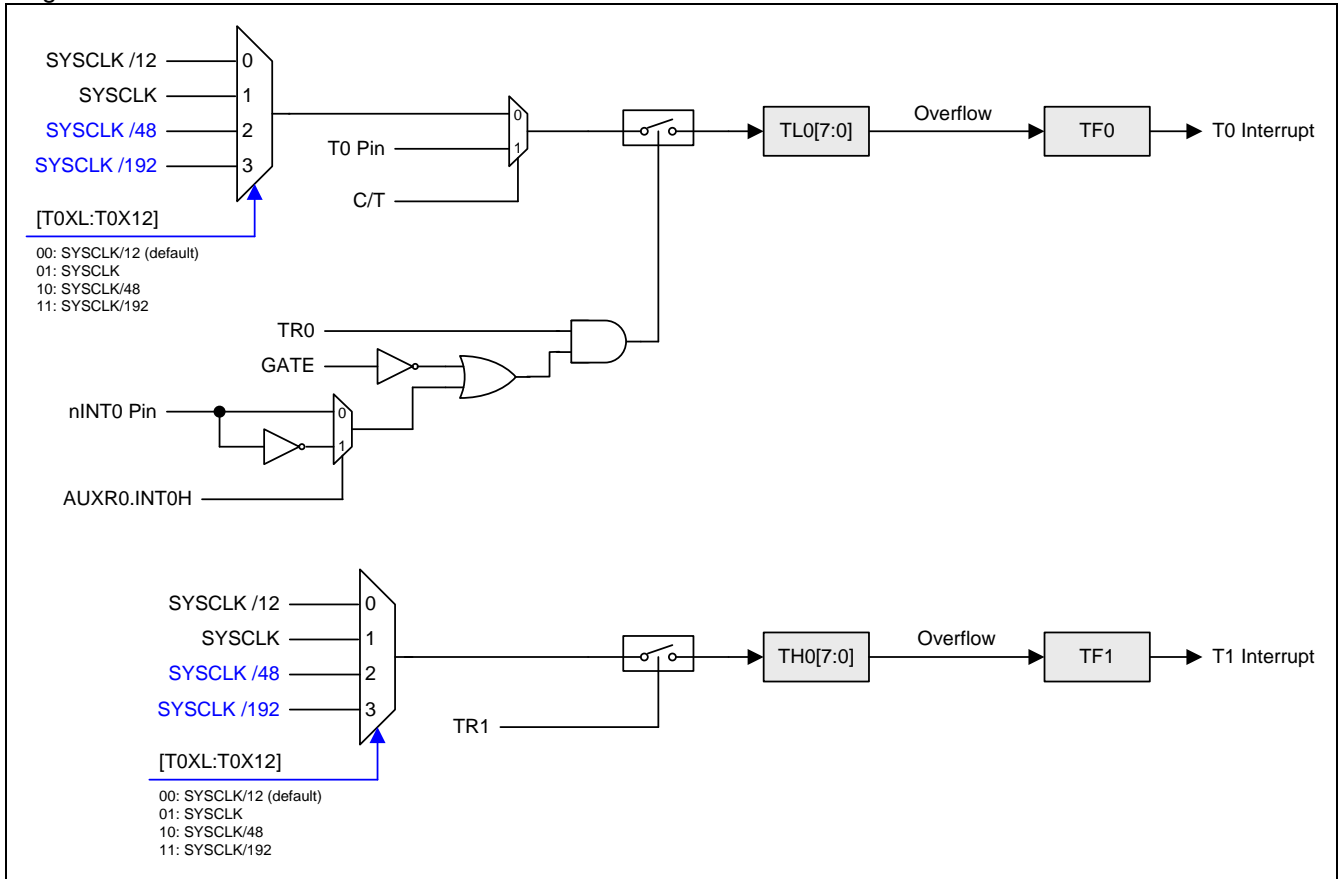 SYSCLK /12
0
SYSCLK
1
SYSCLK /48
2
SYSCLK /192
3
[T0XL:T0X12]
00: SYSCLK/12 (default)
01: SYSCLK
10: SYSCLK/48
11: SYSCLK/192
0
T0 Pin
1
C/T
TL0[7:0]
Overflow
TF0
T0 Interrupt
TR0
GATE
nINT0 Pin
0
1
AUXR0.INT0H
SYSCLK /12
0
SYSCLK
1
SYSCLK /48
2
SYSCLK /192
3
[T0XL:T0X12]
00: SYSCLK/12 (default)
01: SYSCLK
10: SYSCLK/48
11: SYSCLK/192
TR1
TH0[7:0]
Overflow
TF1
T1 Interrupt